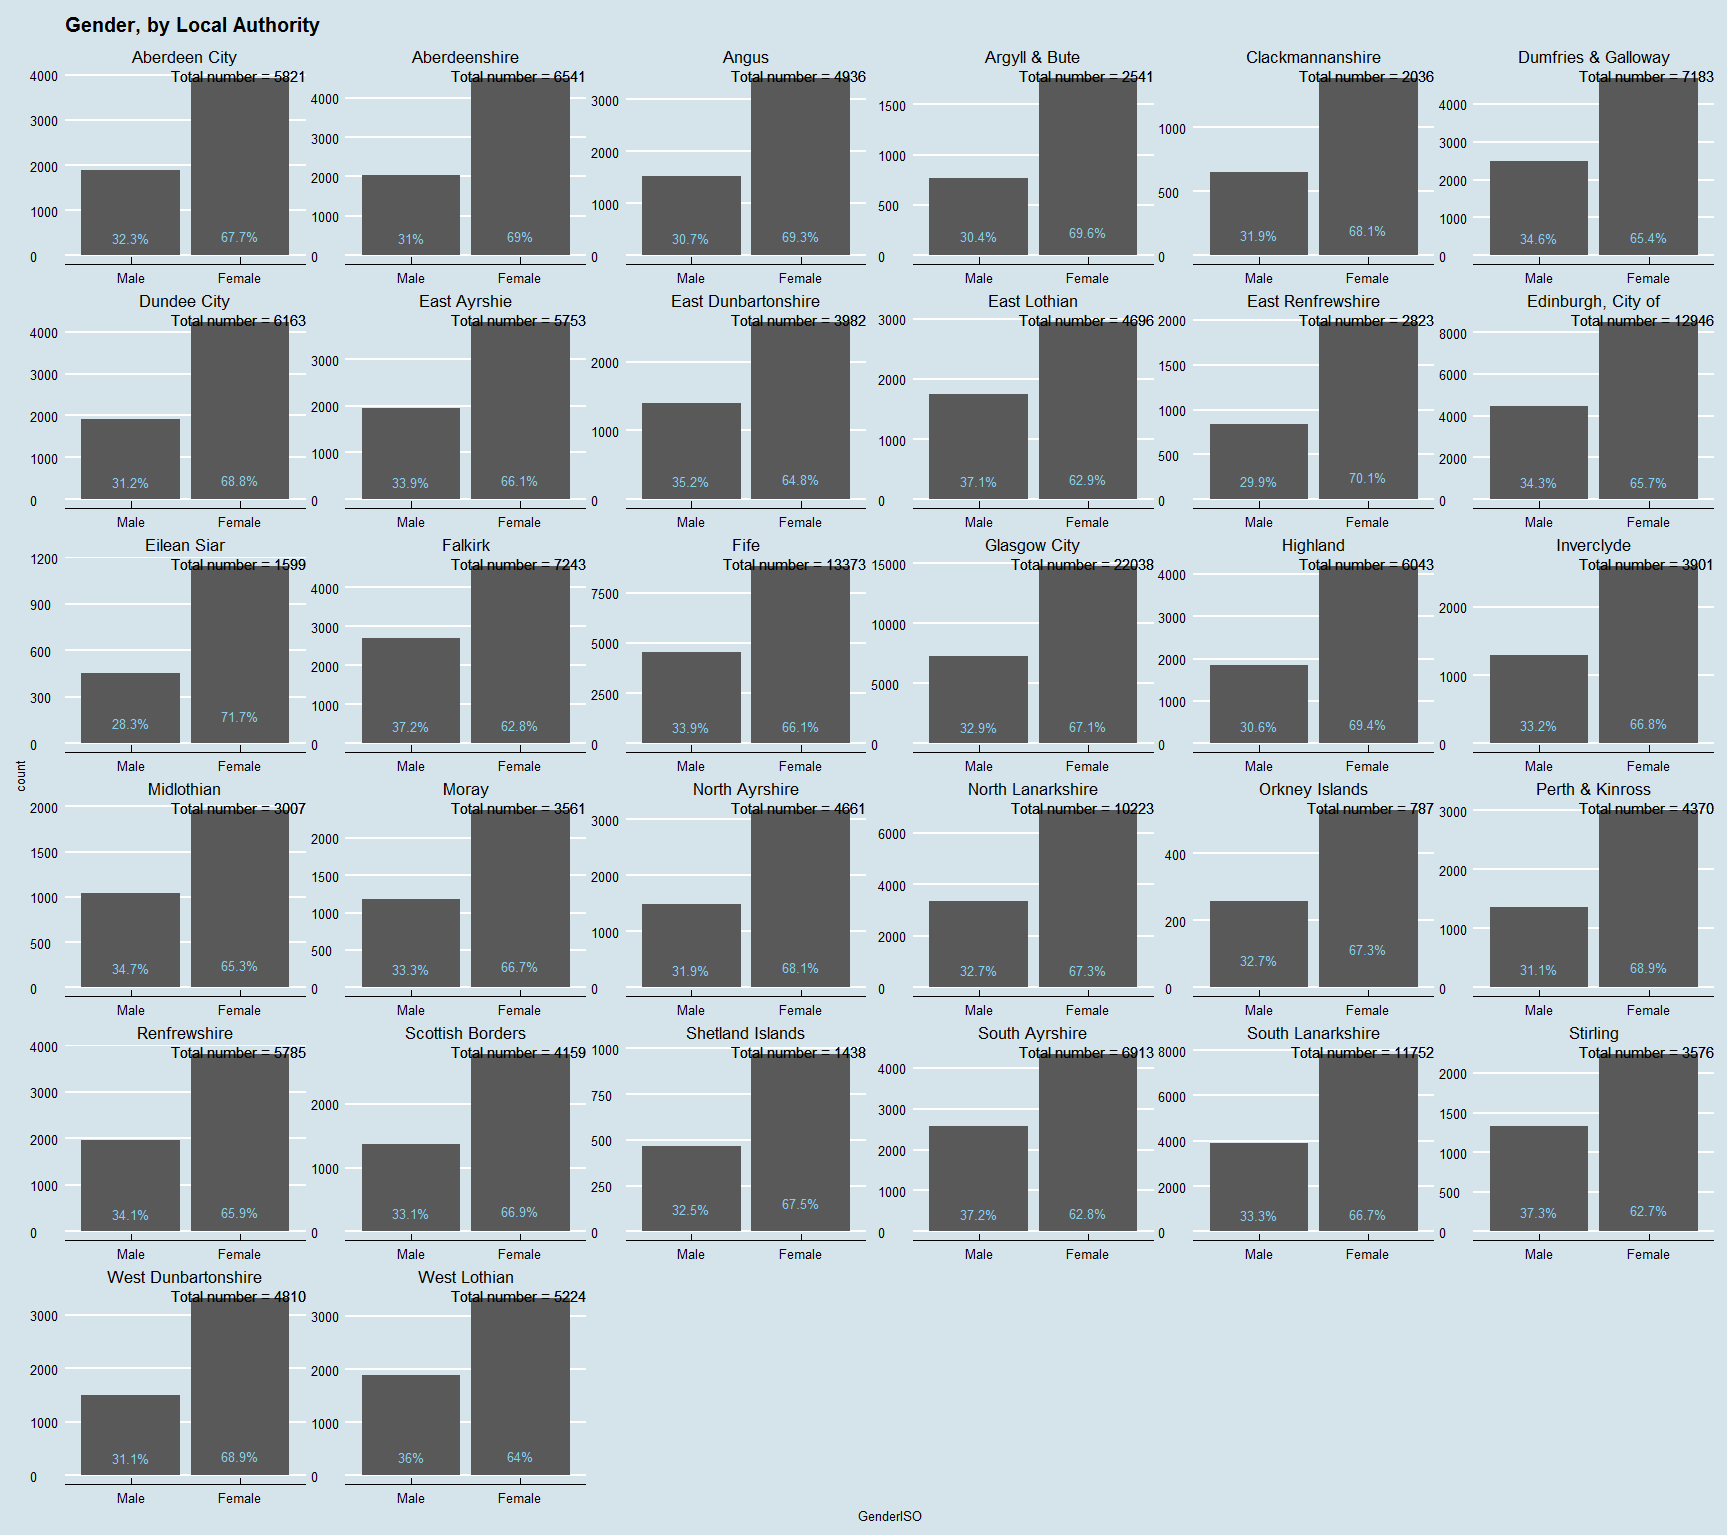 Gender, by Local Authority
Aberdeen City
Total number = 5821
4000
3000
2000
1000
0
32.3%
67.7%
Male
Female
Aberdeenshire
Total number = 6541
4000
3000
2000
1000
0
31%
69%
Male
Female
Angus
Total number = 4936
3000
2000
1000
0
30.7%
69.3%
Male
Female
Argyll & Bute
Total number = 2541
1500
1000
500
0
30.4%
69.6%
Male
Female
Clackmannanshire
Total number = 2036
1000
500
0
31.9%
68.1%
Male
Female
Dumfries & Galloway
Total number = 7183
4000
3000
2000
1000
0
34.6%
65.4%
Male
Female
Dundee City
Total number = 6163
4000
3000
2000
1000
0
31.2%
68.8%
Male
Female
East Ayrshie
Total number = 5753
3000
2000
1000
0
33.9%
66.1%
Male
Female
East Dunbartonshire
Total number = 3982
2000
1000
0
35.2%
64.8%
Male
Female
East Lothian
Total number = 4696
3000
2000
1000
0
37.1%
62.9%
Male
Female
East Renfrewshire
Total number = 2823
2000
1500
1000
500
0
29.9%
70.1%
Male
Female
Edinburgh, City of
Total number = 12946
8000
6000
4000
2000
0
34.3%
65.7%
Male
Female
Eilean Siar
Total number = 1599
1200
900
600
300
0
28.3%
71.7%
Male
Female
Falkirk
Total number = 7243
4000
3000
2000
1000
0
37.2%
62.8%
Male
Female
Fife
Total number = 13373
7500
5000
2500
0
33.9%
66.1%
Male
Female
Glasgow City
Total number = 22038
15000
10000
5000
0
32.9%
67.1%
Male
Female
Highland
Total number = 6043
4000
3000
2000
1000
0
30.6%
69.4%
Male
Female
Inverclyde
Total number = 3901
2000
1000
0
33.2%
66.8%
Male
Female
count
Midlothian
Total number = 3007
2000
1500
1000
500
0
34.7%
65.3%
Male
Female
Moray
Total number = 3561
2000
1500
1000
500
0
33.3%
66.7%
Male
Female
North Ayrshire
Total number = 4661
3000
2000
1000
0
31.9%
68.1%
Male
Female
North Lanarkshire
Total number = 10223
6000
4000
2000
0
32.7%
67.3%
Male
Female
Orkney Islands
Total number = 787
400
200
0
32.7%
67.3%
Male
Female
Perth & Kinross
Total number = 4370
3000
2000
1000
0
31.1%
68.9%
Male
Female
Renfrewshire
Total number = 5785
4000
3000
2000
1000
0
34.1%
65.9%
Male
Female
Scottish Borders
Total number = 4159
2000
1000
0
33.1%
66.9%
Male
Female
Shetland Islands
Total number = 1438
1000
750
500
250
0
32.5%
67.5%
Male
Female
South Ayrshire
Total number = 6913
4000
3000
2000
1000
0
37.2%
62.8%
Male
Female
South Lanarkshire
Total number = 11752
8000
6000
4000
2000
0
33.3%
66.7%
Male
Female
Stirling
Total number = 3576
2000
1500
1000
500
0
37.3%
62.7%
Male
Female
West Dunbartonshire
Total number = 4810
3000
2000
1000
0
31.1%
68.9%
Male
Female
West Lothian
Total number = 5224
3000
2000
1000
0
36%
64%
Male
Female
GenderISO